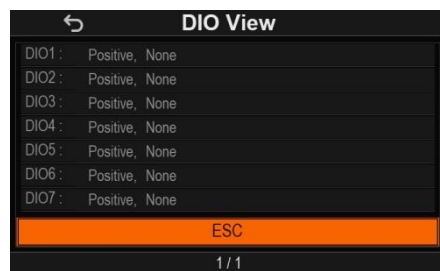 DIO View
DIO1 : Positive, None
DIO2 : Positive, None
DIO3 : Positive, None
DIO4 : Positive, None
DIO5 : Positive, None
DIO6 : Positive, None
DIO7 : Positive, None
ESC
1 / 1